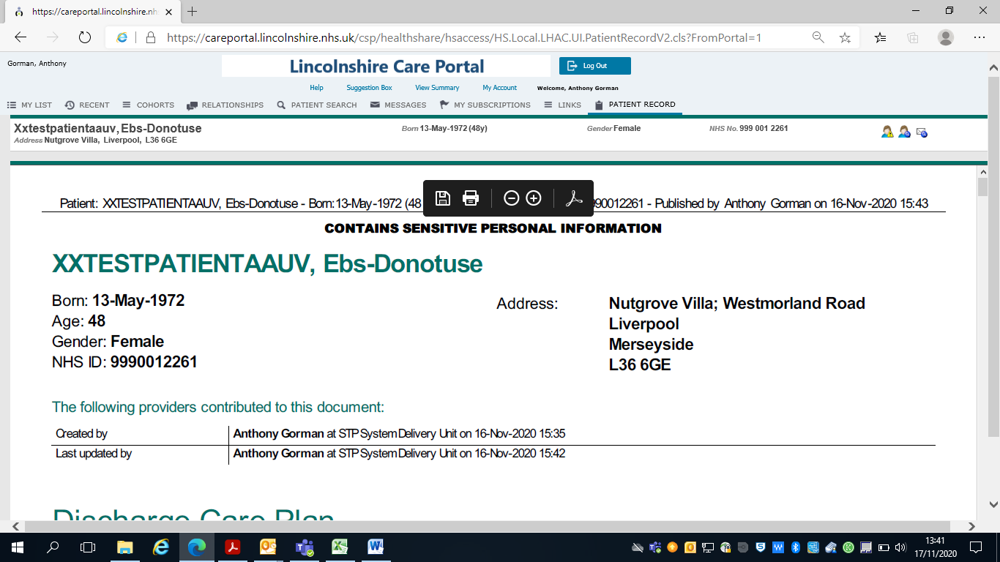 https://careportal.lincolnshire.nh
https://careportal.lincolnshire.nhs.uk/csp/healthshare/hsaccess/HS.Local.LHAC.UI.PatientRecordV2.cls?FromPortal=1
Gorman, Anthony
Lincolnshire Care Portal
Log Out
Help Suggestion Box View Summary My Account Welcome, Anthony Gorman
MY LIST RECENT COHORTS RELATIONSHIPS PATIENT SEARCH MESSAGES MY SUBSCRIPTIONS LINKS PATIENT RECORD
Xxtestpatientaauv, Ebs-Donotuse Born 13-May-1972 (48y) Gender Female NHS No. 999 001 2261
Address Nutgrove Villa, Liverpool, L36 6GE
Patient: XXTESTPATIENTAAUV, Ebs-Donotuse - Born:13-May-1972 (48 90012261 - Published by Anthony Gorman on 16-Nov-2020 15:43
CONTAINS SENSITIVE PERSONAL INFORMATION
XXTESTPATIENTAAUV, Ebs-Donotuse
Born: 13-May-1972
Age: 48
Gender: Female
NHS ID: 9990012261
Address: Nutgrove Villa; Westmorland Road
Liverpool
Merseyside
L36 6GE
The following providers contributed to this document:
Created by Anthony Gorman at STP System Delivery Unit on 16-Nov-2020 15:35
Last updated by Anthony Gorman at STP System Delivery Unit on 16-Nov-2020 15:42
Discharge Care Plan
13:41
17/11/2020